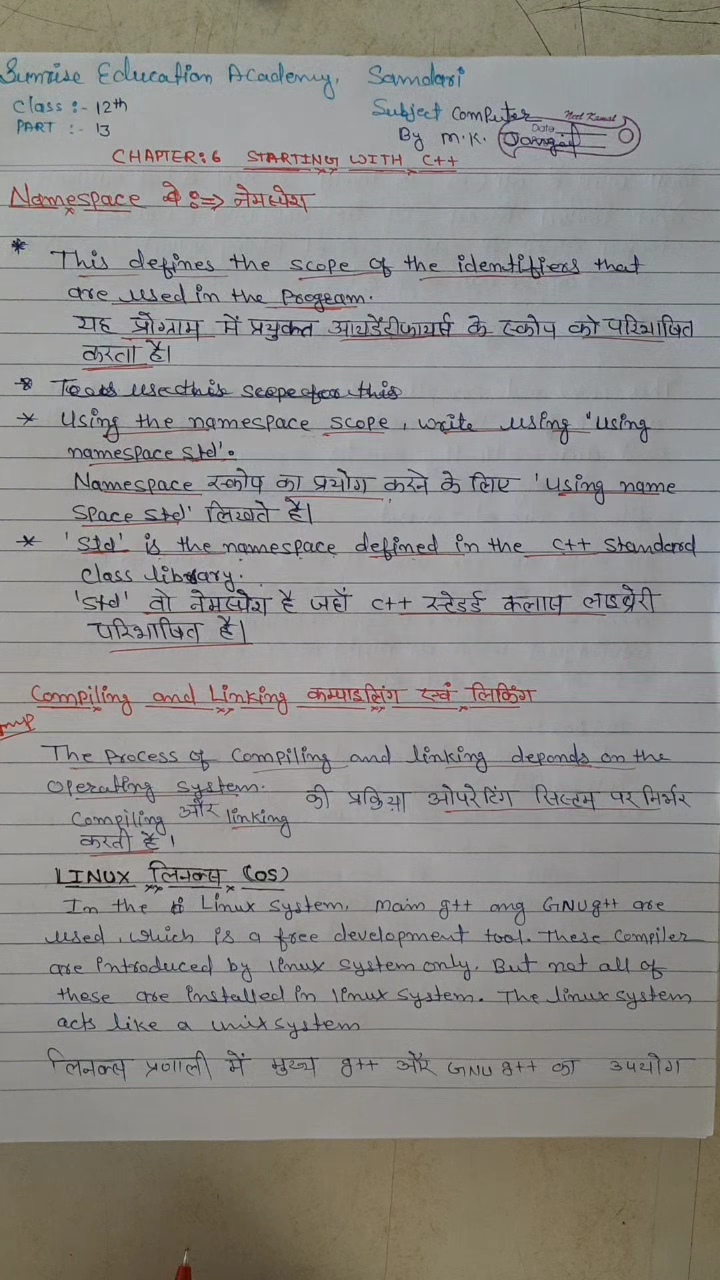 Sunrise Education Academy, Samdari
Class :- 12th
Subject Computer
PART :- 13
By M.K.
Neel Kamal
Date
CHAPTER:6 STARTING WITH C++
Namespace :=> नेमस्पेश
* This defines the scope of the identifiers that
are used in the Program.
यह प्रोग्राम में प्रयुक्त आयडेंटीफायर्स के स्कोप को परिभाषित
करता है।
* Using the namespace scope, write using 'using
namespace std'.
Namespace स्कोप का प्रयोग करने के लिए 'using name
space std' लिखते है।
* 'std' is the namespace defined in the C++ standard
class library.
'std' वो नेमस्पेश है जहाँ C++ स्टेडर्ड क्लास लाइब्रेरी
परिभाषित है।
Compiling and Linking कम्पाइलिंग एवं लिकिंग
Imp
The Process of Compiling and linking depends on the
operating system.
Compiling और linking की प्रक्रिया ऑपरेटिंग सिस्टम पर निर्भर
करती है।
LINUX लिनक्स (OS)
In the Linux system, main g++ ang GNU g++ are
used, which is a free development tool. These Compiler
are introduced by linux system only. But not all of
these are installed in linux system. The linux system
acts like a unix system
लिनक्स प्रणाली में मुख्य g++ और GNU g++ का उपयोग